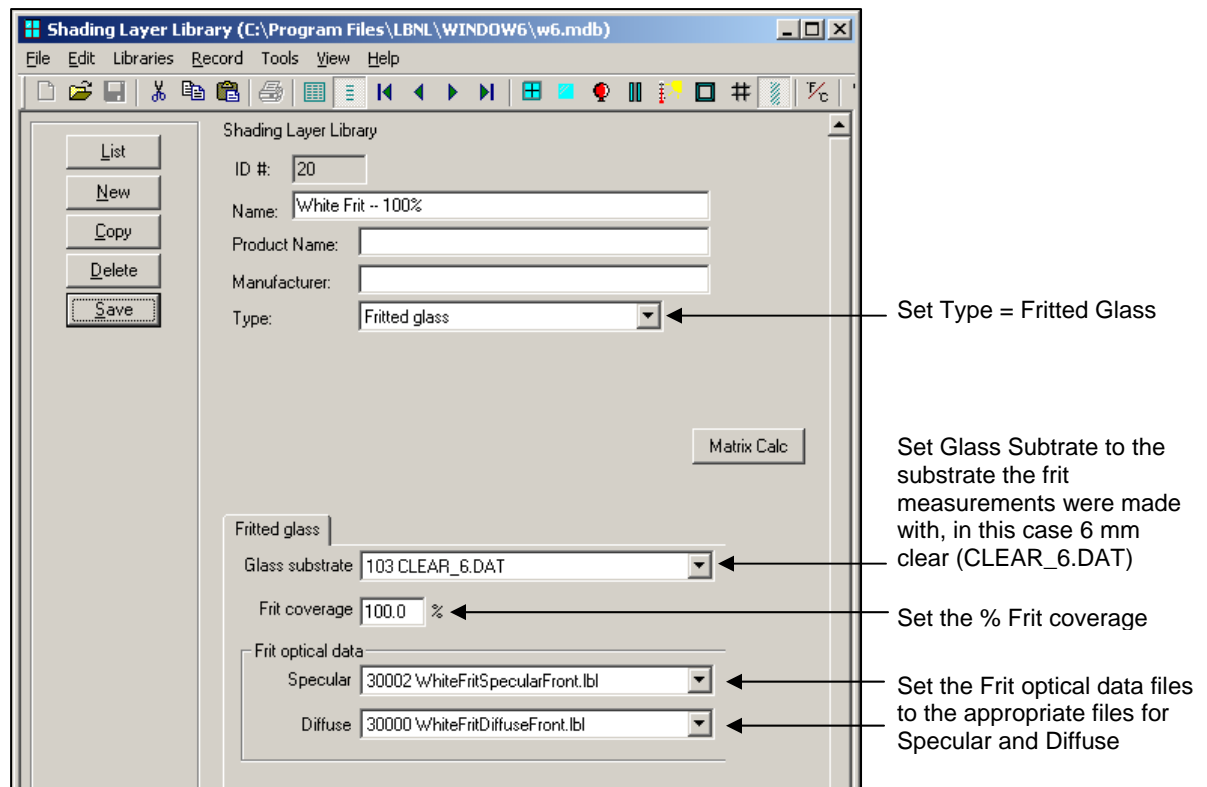 Shading Layer Library (C:\Program Files\LBNL\WINDOW6\w6.mdb)
File Edit Libraries Record Tools View Help
F/C
List
New
Copy
Delete
Save
Shading Layer Library
ID #: 20
Name: White Frit -- 100%
Product Name:
Manufacturer:
Type: Fritted glass
Matrix Calc
Fritted glass
Glass substrate 103 CLEAR_6.DAT
Frit coverage 100.0 %
Frit optical data
Specular 30002 WhiteFritSpecularFront.lbl
Diffuse 30000 WhiteFritDiffuseFront.lbl
Set Type = Fritted Glass
Set Glass Subtrate to the
substrate the frit
measurements were made
with, in this case 6 mm
clear (CLEAR_6.DAT)
Set the % Frit coverage
Set the Frit optical data files
to the appropriate files for
Specular and Diffuse